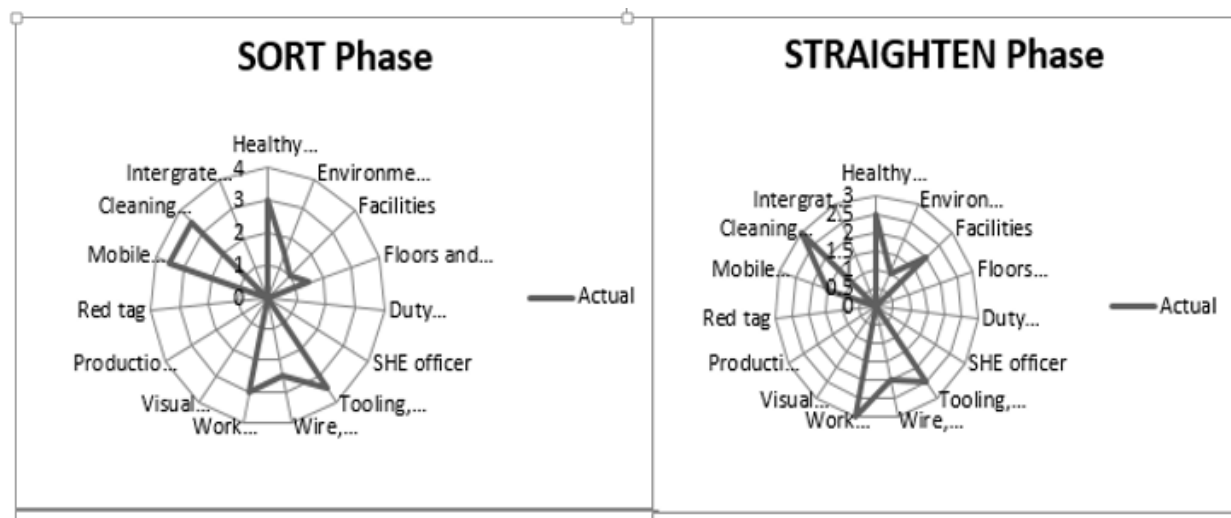 SORT Phase
Healthy...
4
Intergrate...
Environme...
Cleaning...
3
Facilities
2
Mobile...
1
Floors and...
0
Actual
Red tag
Duty...
Productio...
SHE officer
Visual...
Tooling,...
Work...
Wire,...
STRAIGHTEN Phase
Healthy...
3
Intergrat...
2.5
Environ...
Cleaning...
2
Facilities
1.5
Mobile...
1
Floors...
0.5
0
Actual
Red tag
Duty...
Producti...
SHE officer
Visual...
Tooling,...
Work...
Wire,...